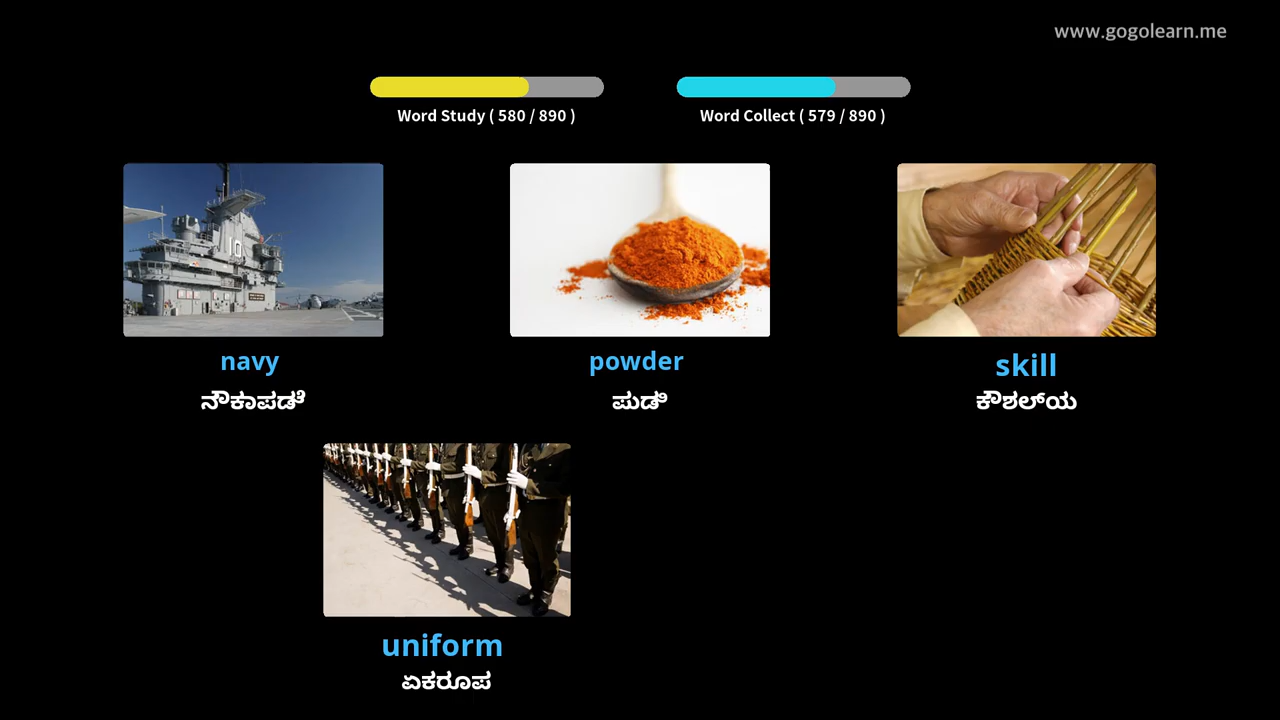 www.gogolearn.me
Word Study ( 580 / 890 )
Word Collect ( 579 / 890 )
navy
ನೌಕಾಪಡೆ
powder
ಪುಡಿ
skill
ಕೌಶಲ್ಯ
uniform
ಏಕರೂಪ